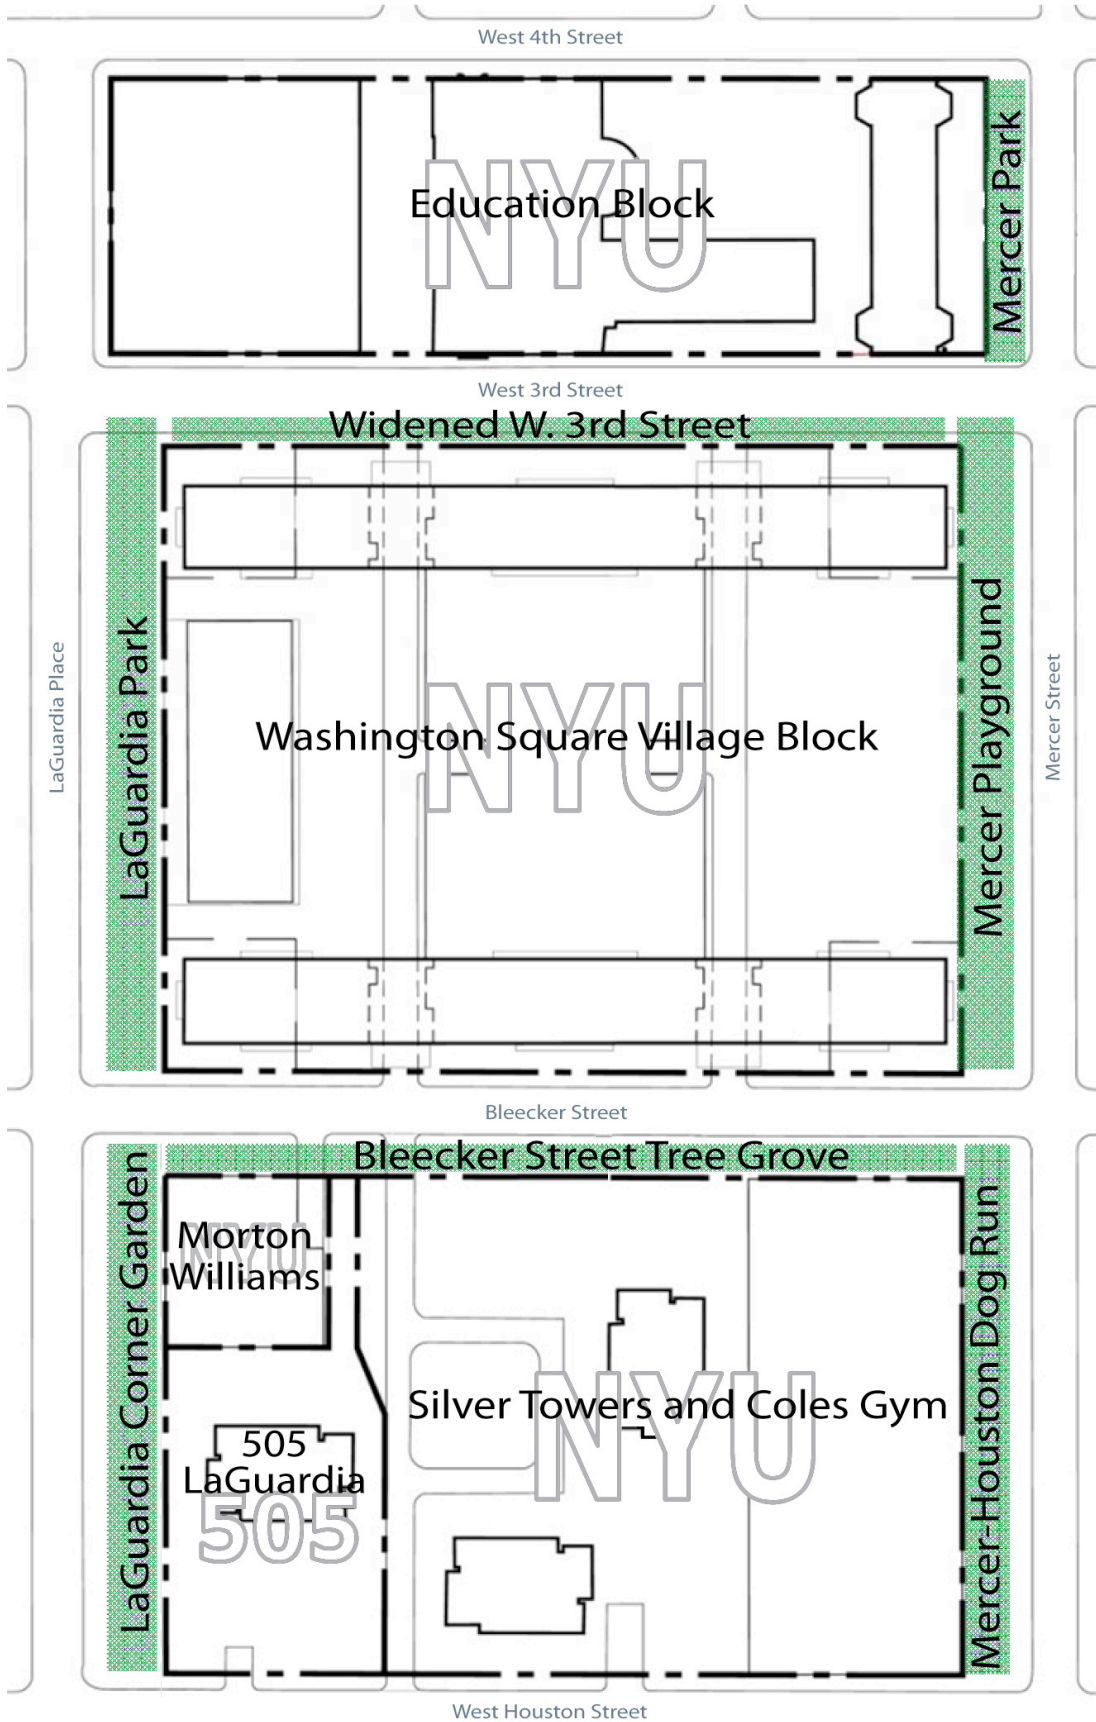 West 4th Street
NYU
Education Block
Mercer Park
West 3rd Street
Widened W. 3rd Street
LaGuardia Place
LaGuardia Park
NYU
Washington Square Village Block
Mercer Playground
Mercer Street
Bleecker Street
Bleecker Street Tree Grove
LaGuardia Corner Garden
NYU
Morton
Williams
505
LaGuardia
505
Silver Towers and Coles Gym
NYU
Mercer-Houston Dog Run
West Houston Street